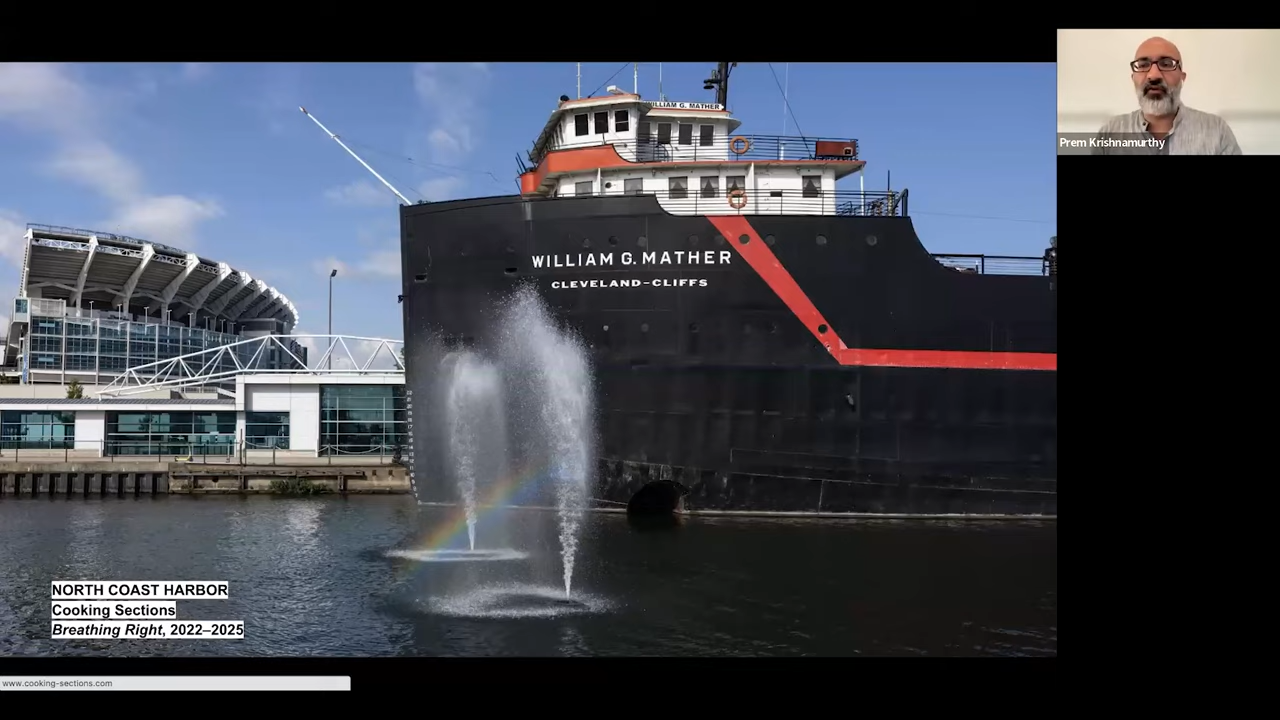 Prem Krishnamurthy
WILLIAM G. MATHER
WILLIAM G. MATHER
CLEVELAND-CLIFFS
NORTH COAST HARBOR
Cooking Sections
Breathing Right, 2022–2025
www.cooking-sections.com